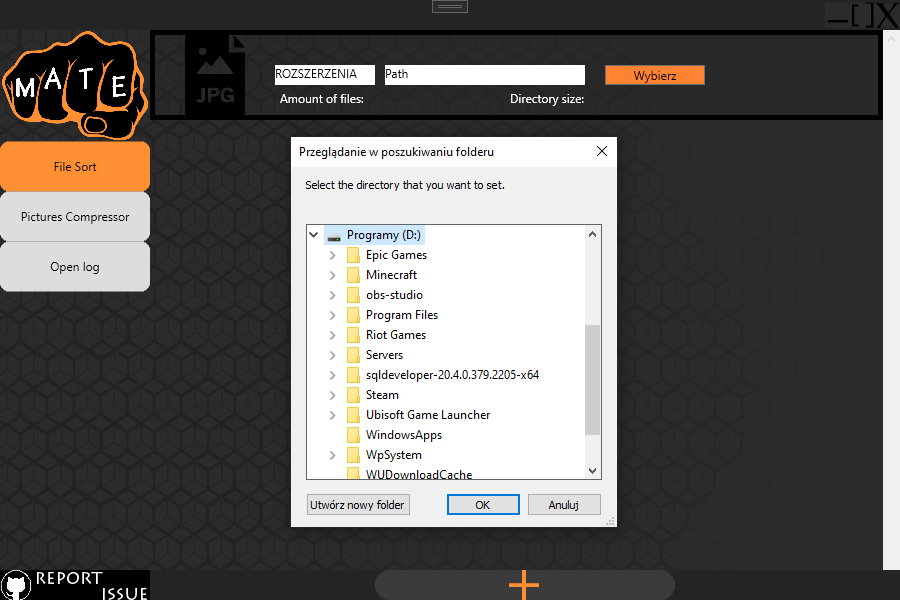 MATE
JPG
ROZSZERZENIA
Path
Wybierz
Amount of files:
Directory size:
File Sort
Pictures Compressor
Open log
Przeglądanie w poszukiwaniu folderu
Select the directory that you want to set.
Programy (D:)
Epic Games
Minecraft
obs-studio
Program Files
Riot Games
Servers
sqldeveloper-20.4.0.379.2205-x64
Steam
Ubisoft Game Launcher
WindowsApps
WpSystem
WUDownloadCache
Utwórz nowy folder
OK
Anuluj
REPORT
ISSUE